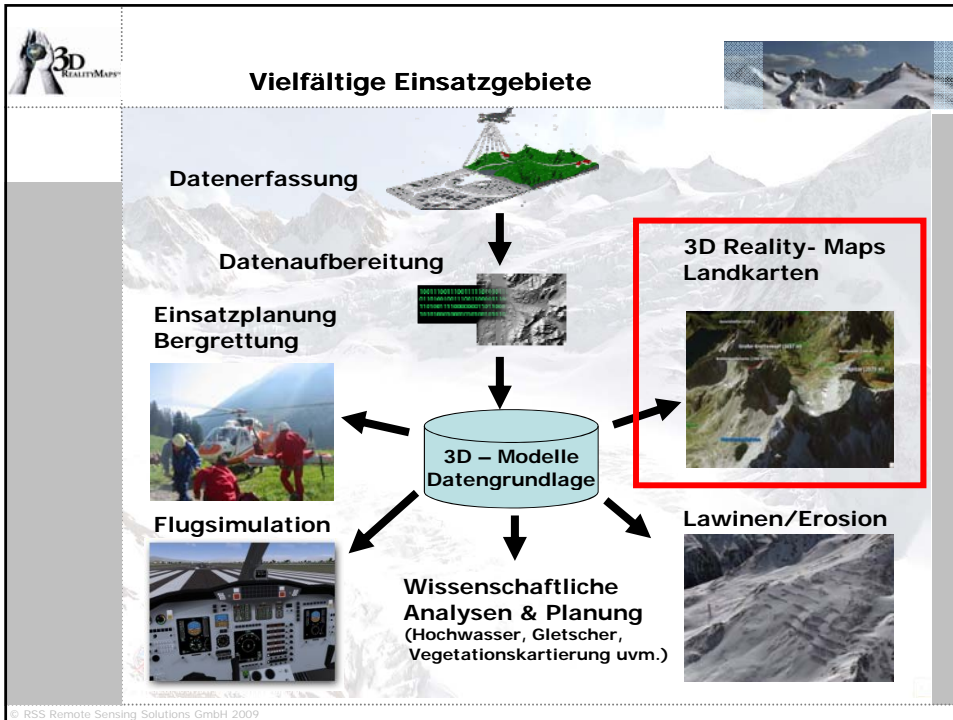 3D
REALITYMAPS™
Vielfältige Einsatzgebiete
Datenerfassung
Datenaufbereitung
3D Reality- Maps
Landkarten
Einsatzplanung
Bergrettung
3D – Modelle
Datengrundlage
Flugsimulation
Lawinen/Erosion
Wissenschaftliche
Analysen & Planung
(Hochwasser, Gletscher,
Vegetationskartierung uvm.)
© RSS Remote Sensing Solutions GmbH 2009